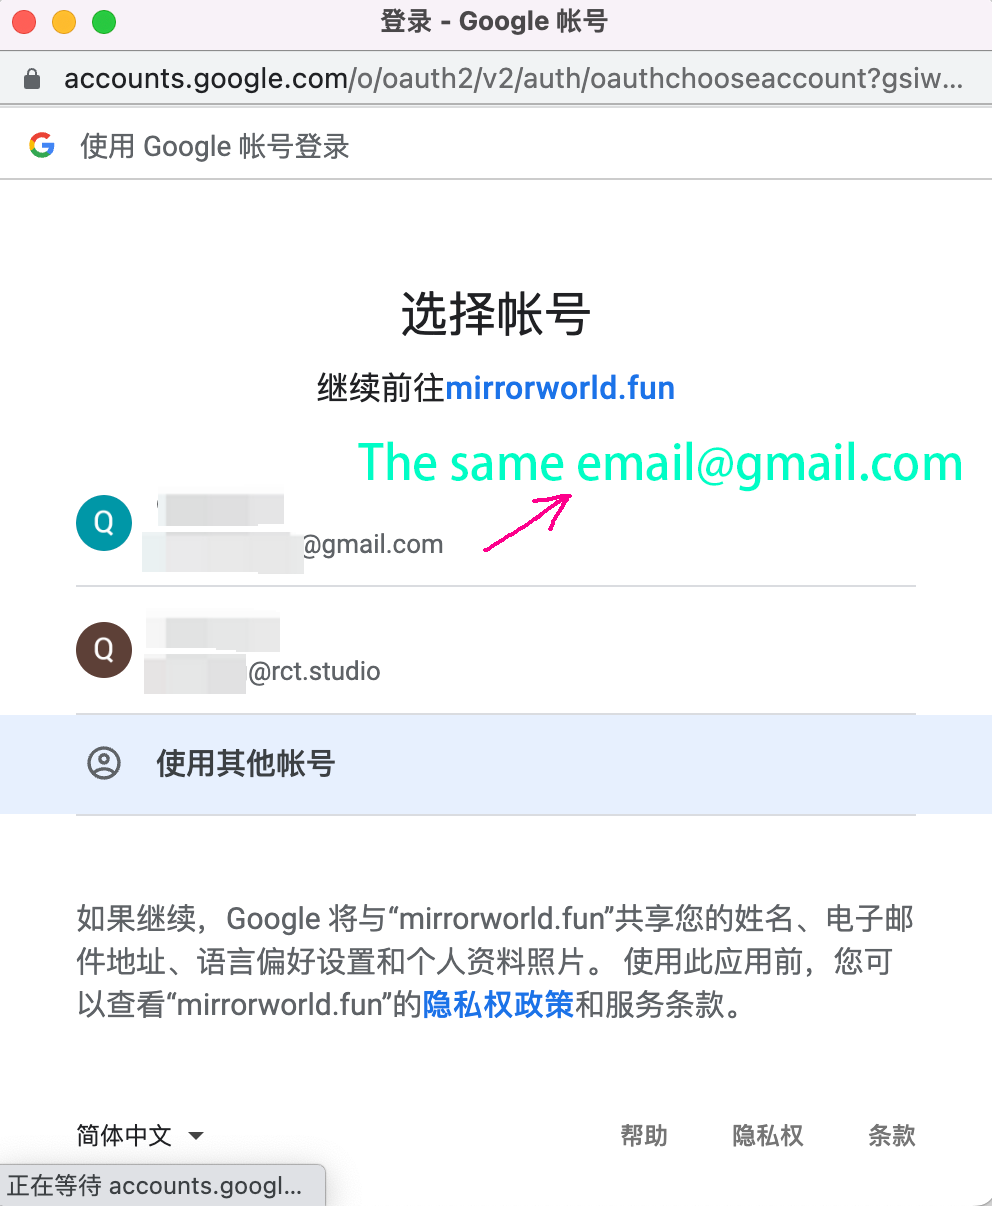 登录 - Google 帐号
accounts.google.com/o/oauth2/v2/auth/oauthchooseaccount?gsiw...
使用 Google 帐号登录
选择帐号
继续前往mirrorworld.fun
The same email@gmail.com
Q
@gmail.com
Q
@rct.studio
使用其他帐号
如果继续，Google 将与“mirrorworld.fun”共享您的姓名、电子邮
件地址、语言偏好设置和个人资料照片。 使用此应用前，您可
以查看“mirrorworld.fun”的隐私权政策和服务条款。
简体中文 帮助 隐私权 条款
正在等待 accounts.googl...